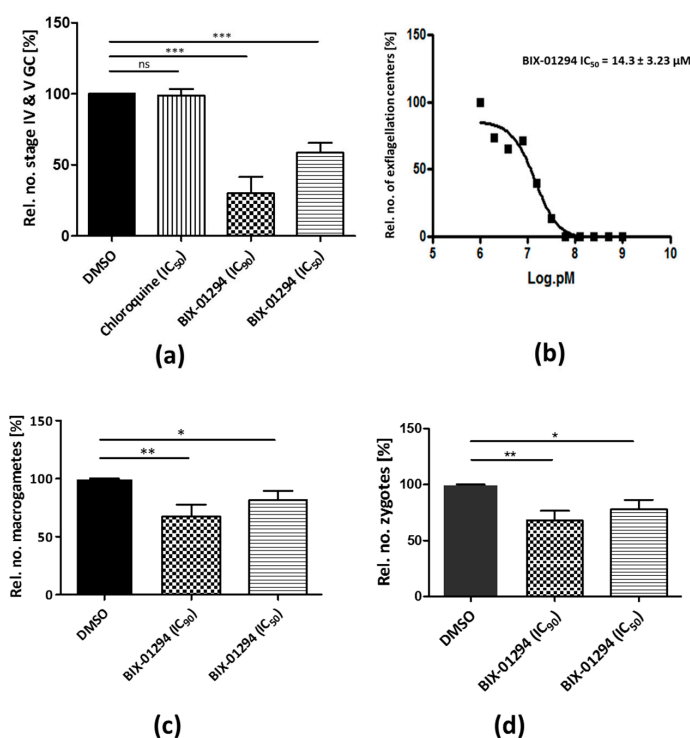 Rel. no. stage IV & V GC [%]
150
100
50
0
***
***
ns
DMSO
Chloroquine (IC50)
BIX-01294 (IC90)
BIX-01294 (IC50)
(a)
Rel. no. of exflagellation centers [%]
150
100
50
0
BIX-01294 IC50 = 14.3 ± 3.23 µM
5 6 7 8 9 10
Log.pM
(b)
Rel. no. macrogametes [%]
150
100
50
0
*
**
DMSO
BIX-01294 (IC90)
BIX-01294 (IC50)
(c)
Rel. no. zygotes [%]
150
100
50
0
*
**
DMSO
BIX-01294 (IC90)
BIX-01294 (IC50)
(d)